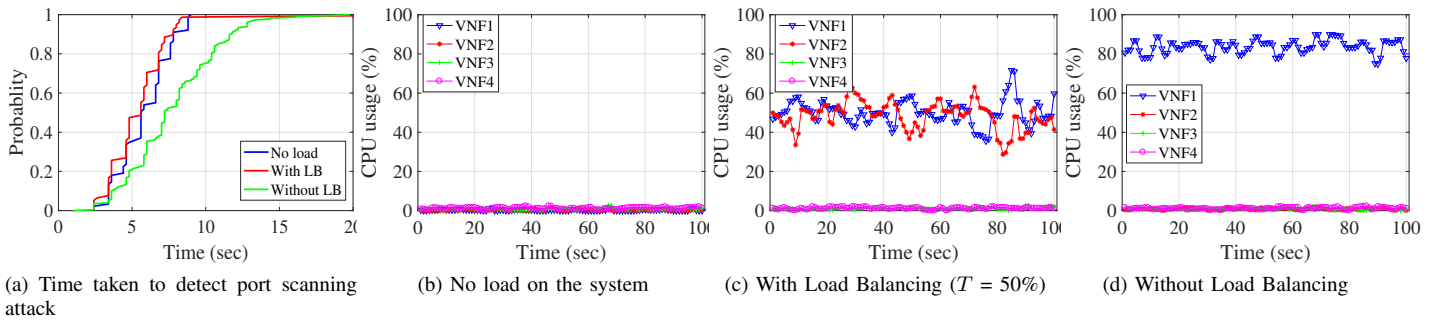 Probablity
1
0.8
0.6
0.4
0.2
0
5
10
15
20
Time (sec)
No load
With LB
Without LB
(a) Time taken to detect port scanning
attack
CPU usage (%)
100
80
60
40
20
0
0
20
40
60
80
100
Time (sec)
VNF1
VNF2
VNF3
VNF4
(b) No load on the system
CPU usage (%)
100
80
60
40
20
0
0
20
40
60
80
100
Time (sec)
VNF1
VNF2
VNF3
VNF4
(c) With Load Balancing (T = 50%)
CPU usage (%)
100
80
60
40
20
0
0
20
40
60
80
100
Time (sec)
VNF1
VNF2
VNF3
VNF4
(d) Without Load Balancing